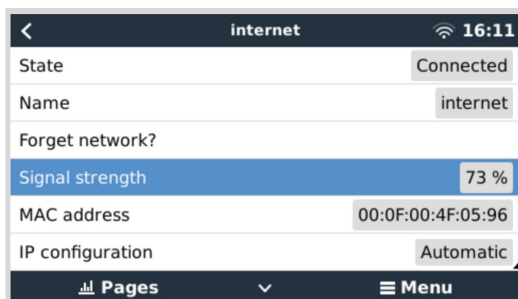 internet 16:11
State Connected
Name internet
Forget network?
Signal strength 73 %
MAC address 00:0F:00:4F:05:96
IP configuration Automatic
Pages Menu